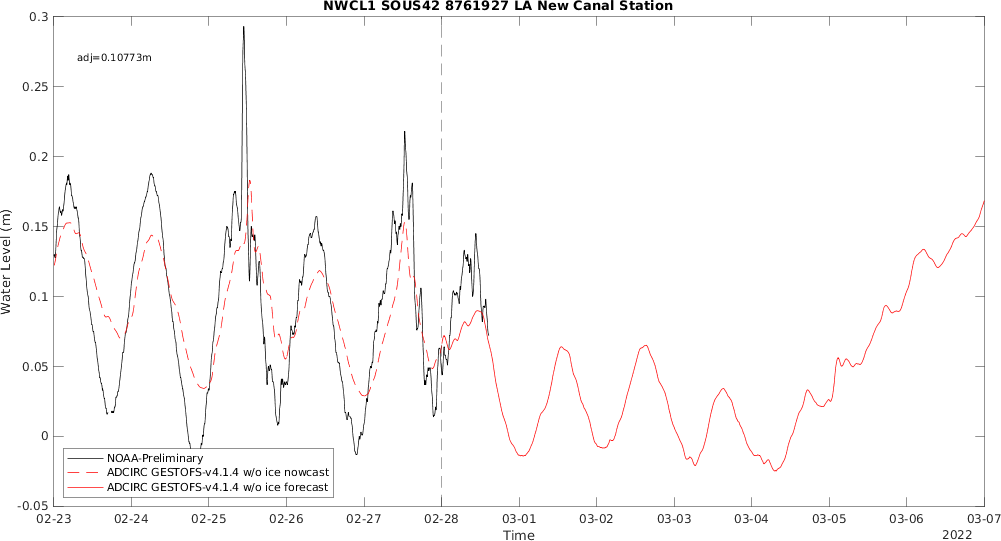 NWCL1 SOUS42 8761927 LA New Canal Station
0.3
adj=0.10773m
0.25
0.2
0.15
0.1
0.05
0
-0.05
Water Level (m)
NOAA-Preliminary
ADCIRC GESTOFS-v4.1.4 w/o ice nowcast
ADCIRC GESTOFS-v4.1.4 w/o ice forecast
02-23 02-24 02-25 02-26 02-27 02-28 03-01 03-02 03-03 03-04 03-05 03-06 03-07
Time
2022